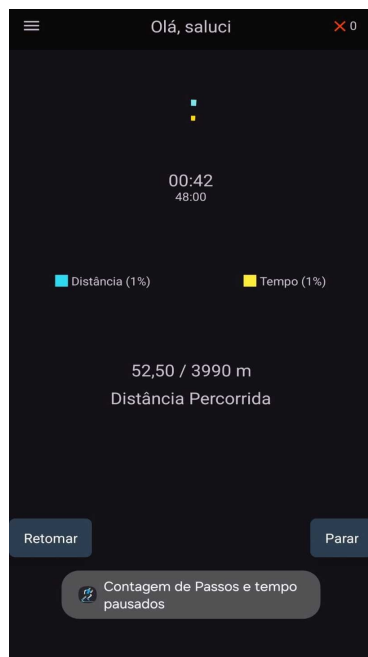 Olá, saluci
0
00:42
48:00
Distância (1%)
Tempo (1%)
52,50 / 3990 m
Distância Percorrida
Retomar
Parar
Contagem de Passos e tempo
pausados